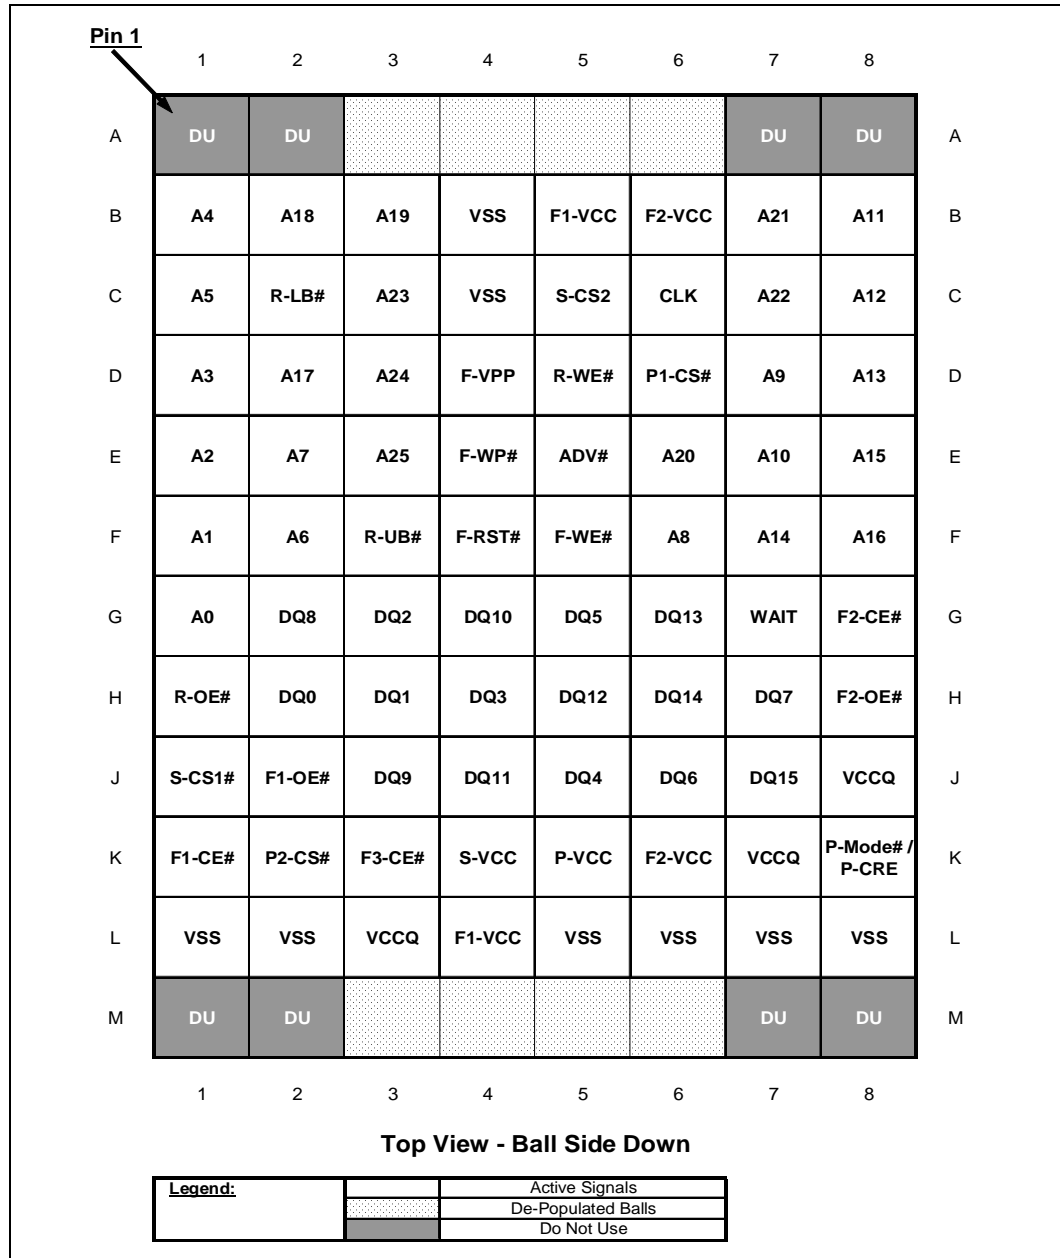 Pin 1
1 2 3 4 5 6 7 8
A DU DU DU DU A
B A4 A18 A19 VSS F1-VCC F2-VCC A21 A11 B
C A5 R-LB# A23 VSS S-CS2 CLK A22 A12 C
D A3 A17 A24 F-VPP R-WE# P1-CS# A9 A13 D
E A2 A7 A25 F-WP# ADV# A20 A10 A15 E
F A1 A6 R-UB# F-RST# F-WE# A8 A14 A16 F
G A0 DQ8 DQ2 DQ10 DQ5 DQ13 WAIT F2-CE# G
H R-OE# DQ0 DQ1 DQ3 DQ12 DQ14 DQ7 F2-OE# H
J S-CS1# F1-OE# DQ9 DQ11 DQ4 DQ6 DQ15 VCCQ J
K F1-CE# P2-CS# F3-CE# S-VCC P-VCC F2-VCC VCCQ P-Mode# / P-CRE K
L VSS VSS VCCQ F1-VCC VSS VSS VSS VSS L
M DU DU DU DU M
1 2 3 4 5 6 7 8
Top View - Ball Side Down
Legend: Active Signals
De-Populated Balls
Do Not Use